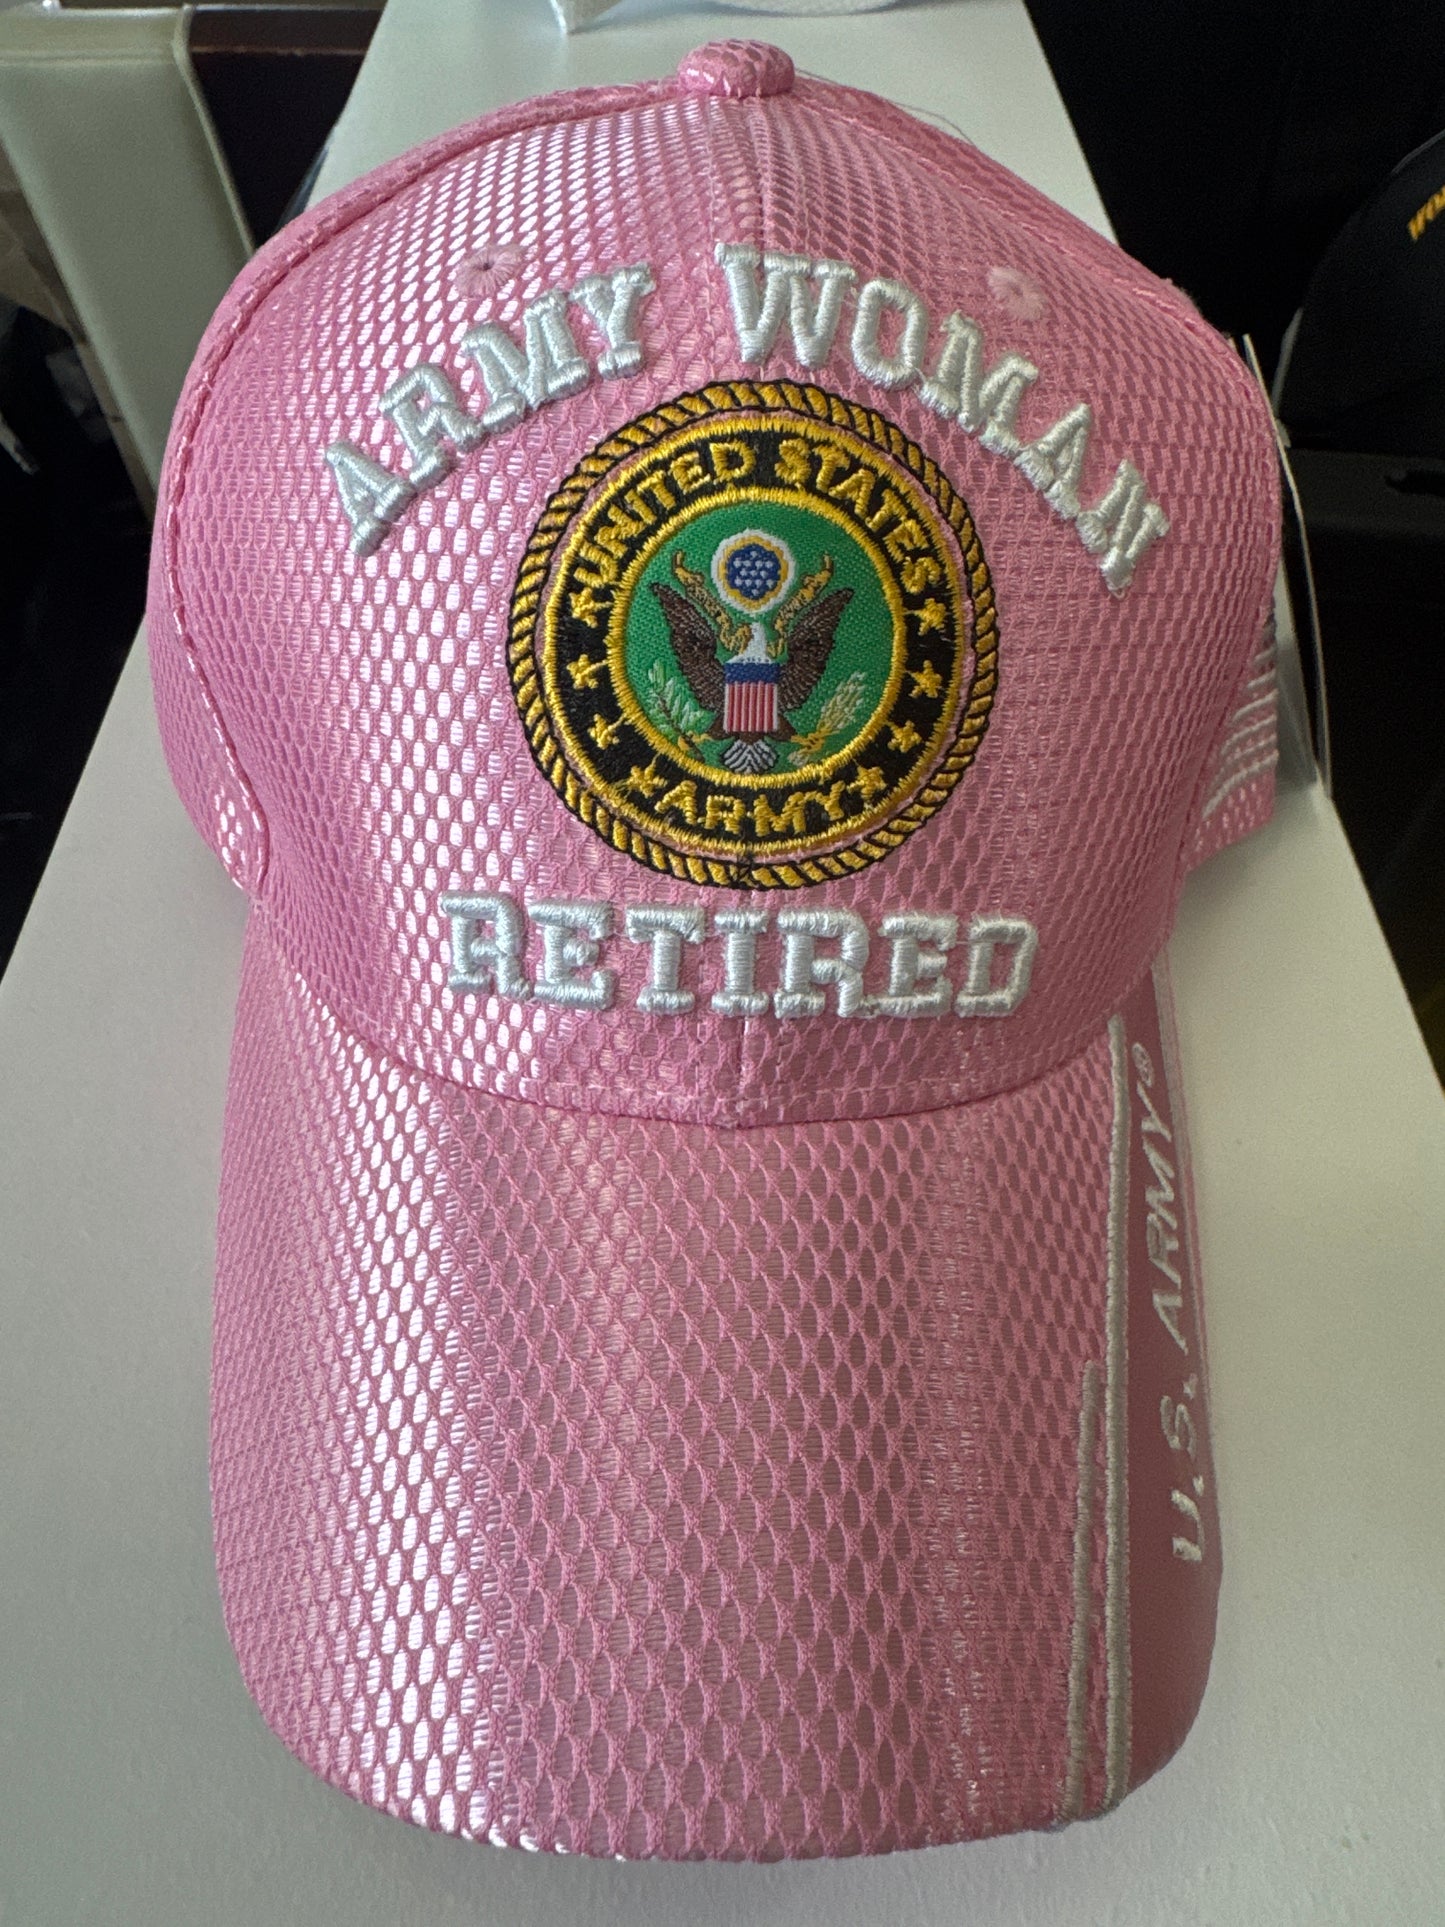 ARMY WOMAN
UNITED STATES
ARMY
RETIRED
U.S. ARMY®